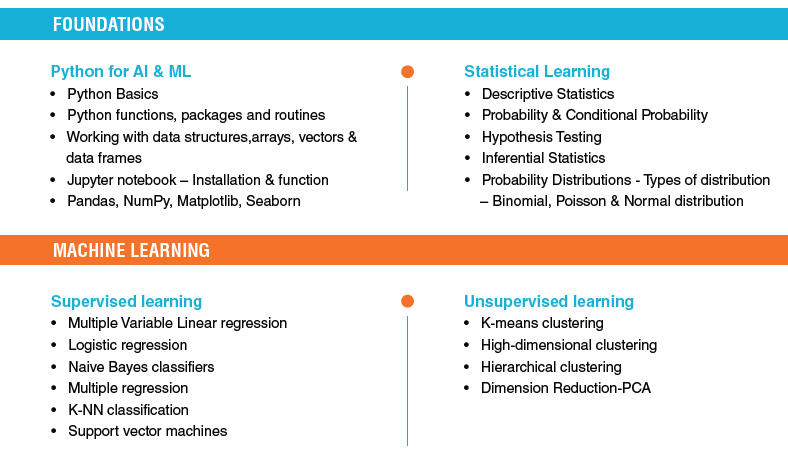 FOUNDATIONS
Python for AI & ML
• Python Basics
• Python functions, packages and routines
• Working with data structures,arrays, vectors &
data frames
• Jupyter notebook – Installation & function
• Pandas, NumPy, Matplotlib, Seaborn
Statistical Learning
• Descriptive Statistics
• Probability & Conditional Probability
• Hypothesis Testing
• Inferential Statistics
• Probability Distributions - Types of distribution
– Binomial, Poisson & Normal distribution
MACHINE LEARNING
Supervised learning
• Multiple Variable Linear regression
• Logistic regression
• Naive Bayes classifiers
• Multiple regression
• K-NN classification
• Support vector machines
Unsupervised learning
• K-means clustering
• High-dimensional clustering
• Hierarchical clustering
• Dimension Reduction-PCA